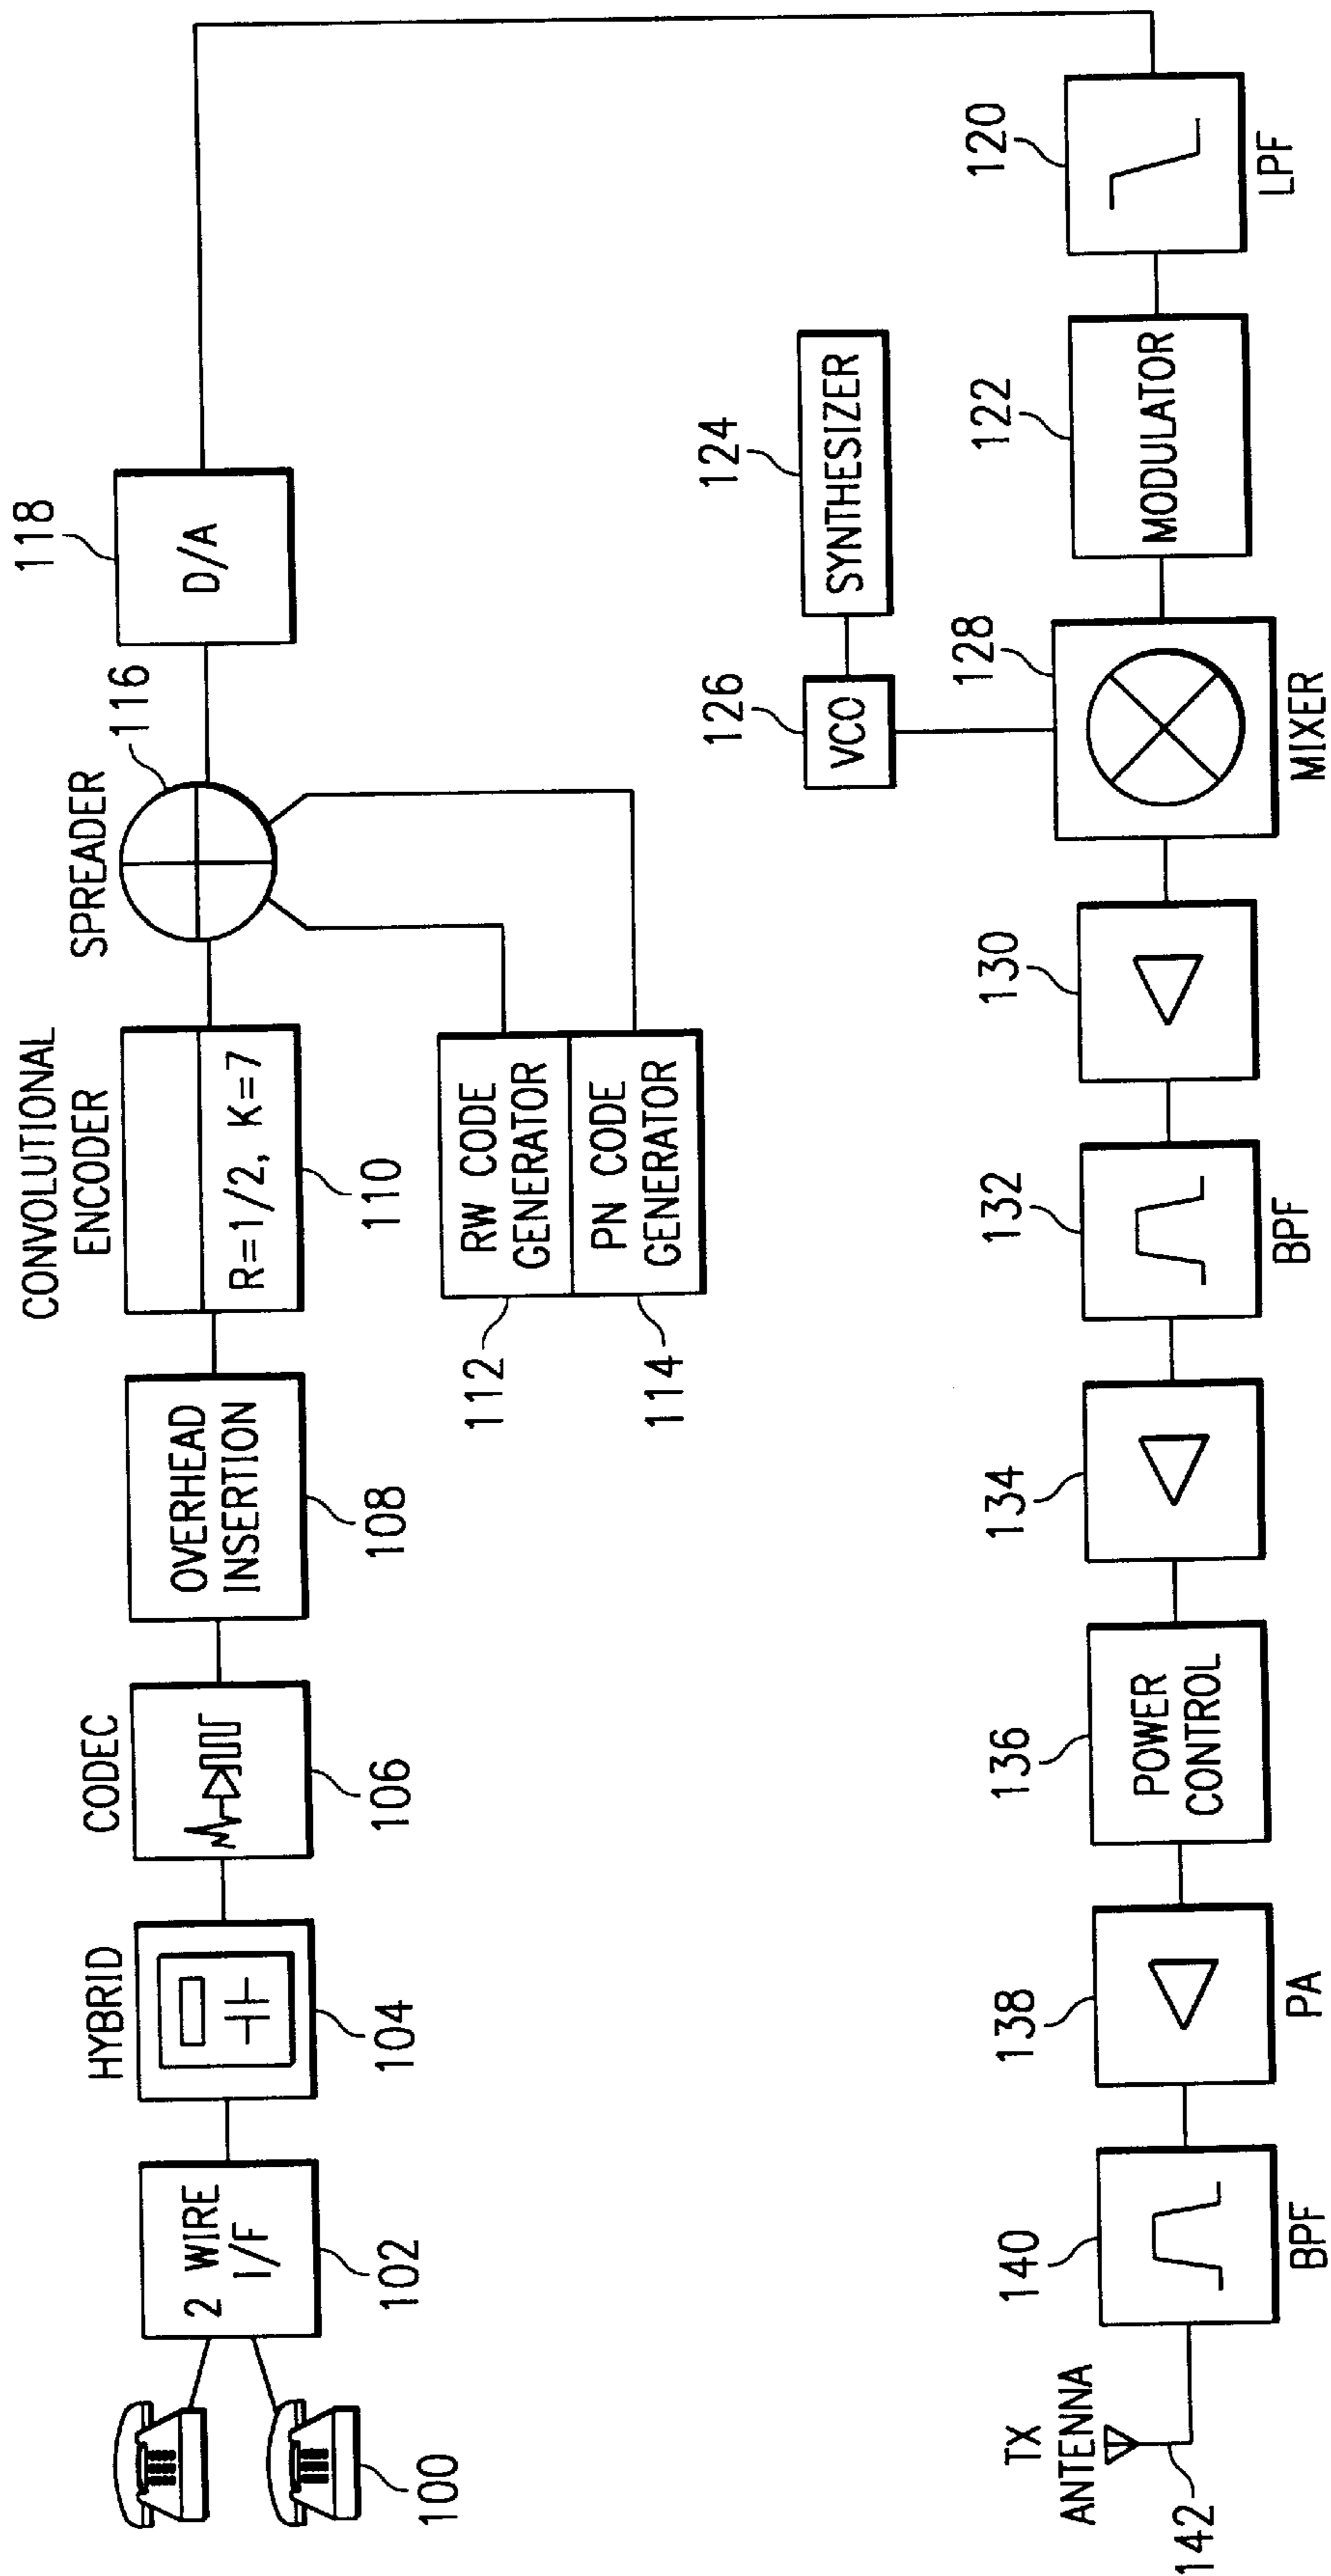 100
2 WIRE
I/F
102
HYBRID
104
CODEC
106
OVERHEAD
INSERTION
108
CONVOLUTIONAL
ENCODER
R=1/2, K=7
110
RW CODE
GENERATOR
112
PN CODE
GENERATOR
114
SPREADER
116
D/A
118
120
LPF
122
MODULATOR
124
SYNTHESIZER
126
VCO
128
MIXER
130
132
BPF
134
136
POWER
CONTROL
138
PA
140
BPF
TX
ANTENNA
142